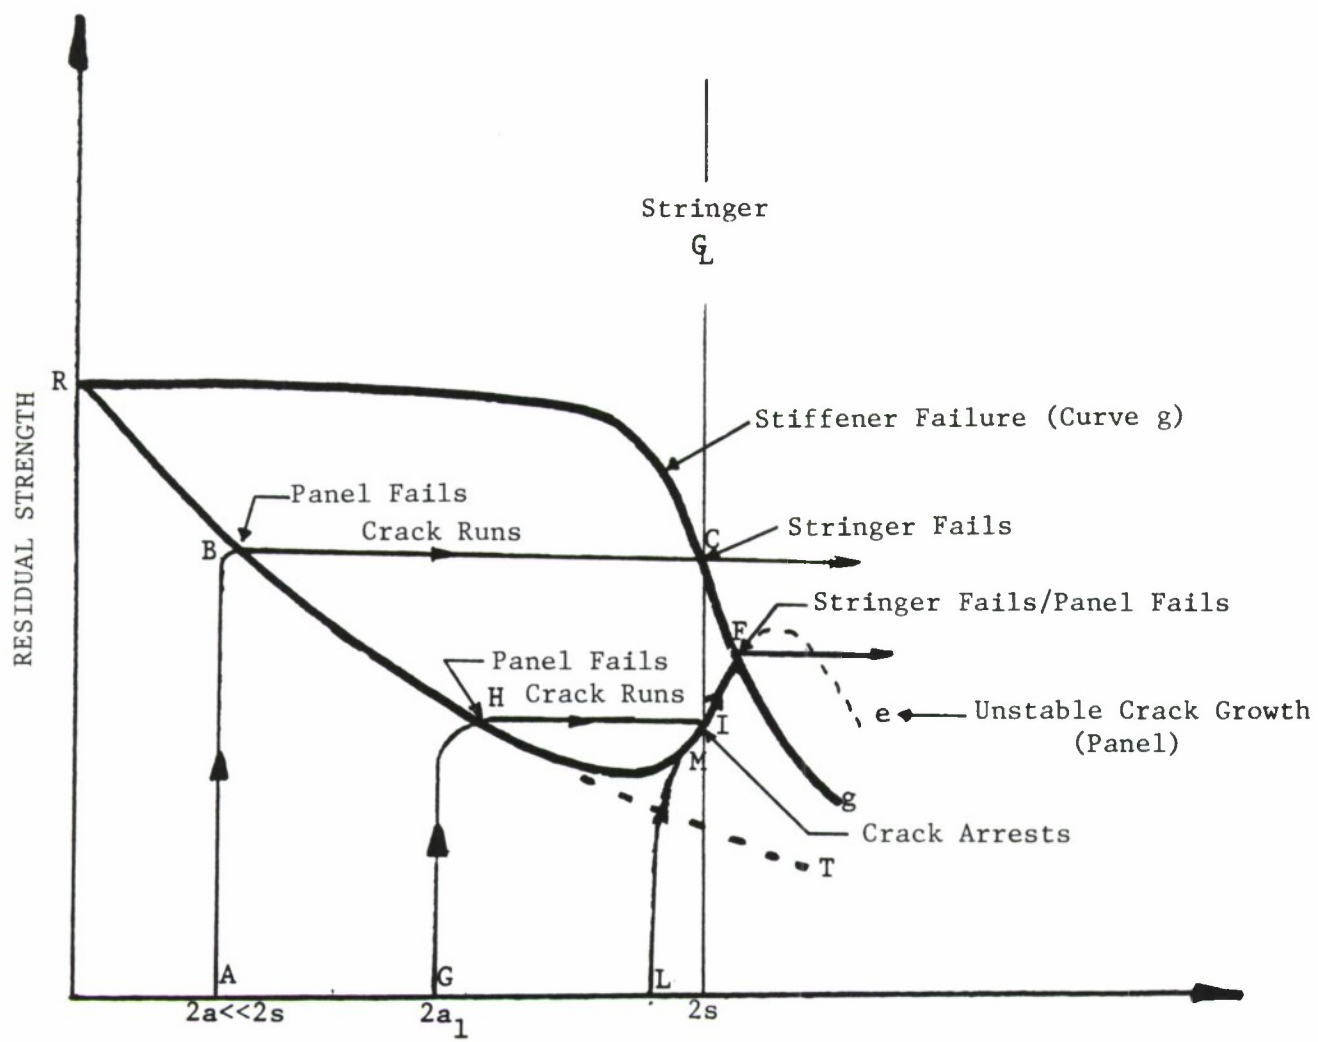 Stringer
℄
R
RESIDUAL STRENGTH
Stiffener Failure (Curve g)
Panel Fails
Crack Runs
B
C
Stringer Fails
Stringer Fails/Panel Fails
F
Panel Fails
H Crack Runs
I
e
Unstable Crack Growth
(Panel)
M
g
Crack Arrests
T
A
G
L
2a<<2s
2a1
2s